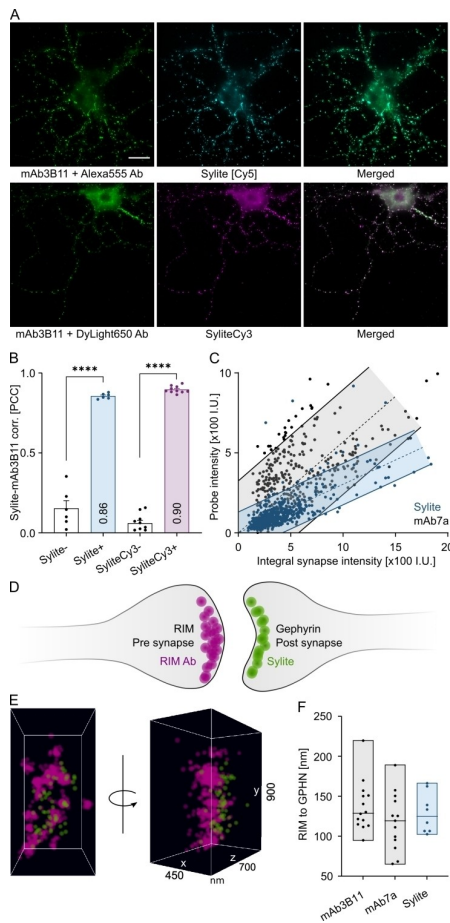 A
mAb3B11 + Alexa555 Ab
Sylite [Cy5]
Merged
mAb3B11 + DyLight650 Ab
SyliteCy3
Merged
B
Sylite-mAb3B11 corr. [PCC]
1.0
0.5
0.0
****
****
0.86
0.90
Sylite-
Sylite+
SyliteCy3-
SyliteCy3+
C
Probe intensity [x100 I.U.]
10
5
0
0
5
10
15
20
Sylite
mAb7a
Integral synapse intensity [x100 I.U.]
D
RIM
Pre synapse
RIM Ab
Gephyrin
Post synapse
Sylite
E
x
450
nm
z
700
y
900
F
RIM to GPHN [nm]
250
200
150
100
50
mAb3B11
mAb7a
Sylite